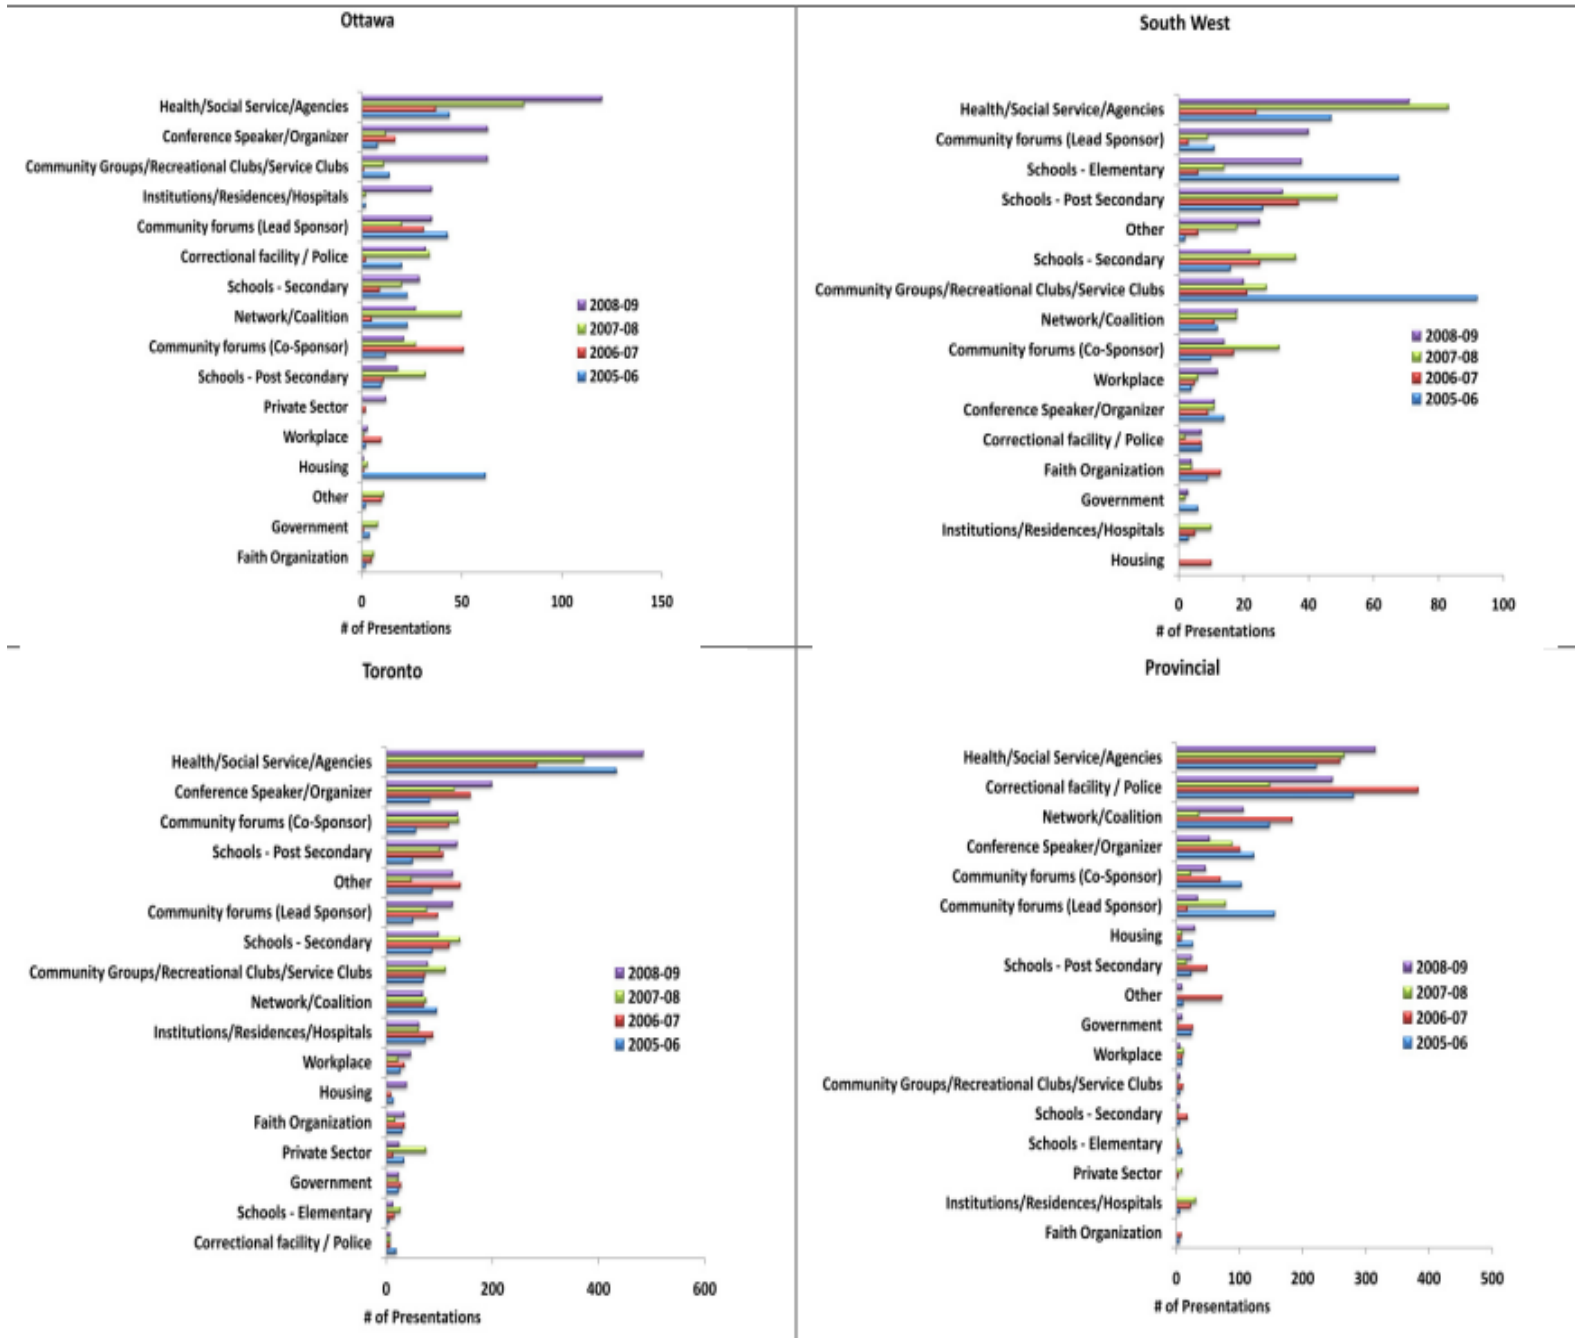 Ottawa
Health/Social Service/Agencies
Conference Speaker/Organizer
Community Groups/Recreational Clubs/Service Clubs
Institutions/Residences/Hospitals
Community forums (Lead Sponsor)
Correctional facility / Police
Schools - Secondary
Network/Coalition
Community forums (Co-Sponsor)
Schools - Post Secondary
Private Sector
Workplace
Housing
Other
Government
Faith Organization
2008-09
2007-08
2006-07
2005-06
0 50 100 150
# of Presentations
South West
Health/Social Service/Agencies
Community forums (Lead Sponsor)
Schools - Elementary
Schools - Post Secondary
Other
Schools - Secondary
Community Groups/Recreational Clubs/Service Clubs
Network/Coalition
Community forums (Co-Sponsor)
Workplace
Conference Speaker/Organizer
Correctional facility / Police
Faith Organization
Government
Institutions/Residences/Hospitals
Housing
2008-09
2007-08
2006-07
2005-06
0 20 40 60 80 100
# of Presentations
Toronto
Health/Social Service/Agencies
Conference Speaker/Organizer
Community forums (Co-Sponsor)
Schools - Post Secondary
Other
Community forums (Lead Sponsor)
Schools - Secondary
Community Groups/Recreational Clubs/Service Clubs
Network/Coalition
Institutions/Residences/Hospitals
Workplace
Housing
Faith Organization
Private Sector
Government
Schools - Elementary
Correctional facility / Police
2008-09
2007-08
2006-07
2005-06
0 200 400 600
# of Presentations
Provincial
Health/Social Service/Agencies
Correctional facility / Police
Network/Coalition
Conference Speaker/Organizer
Community forums (Co-Sponsor)
Community forums (Lead Sponsor)
Housing
Schools - Post Secondary
Other
Government
Workplace
Community Groups/Recreational Clubs/Service Clubs
Schools - Secondary
Schools - Elementary
Private Sector
Institutions/Residences/Hospitals
Faith Organization
2008-09
2007-08
2006-07
2005-06
0 100 200 300 400 500
# of Presentations